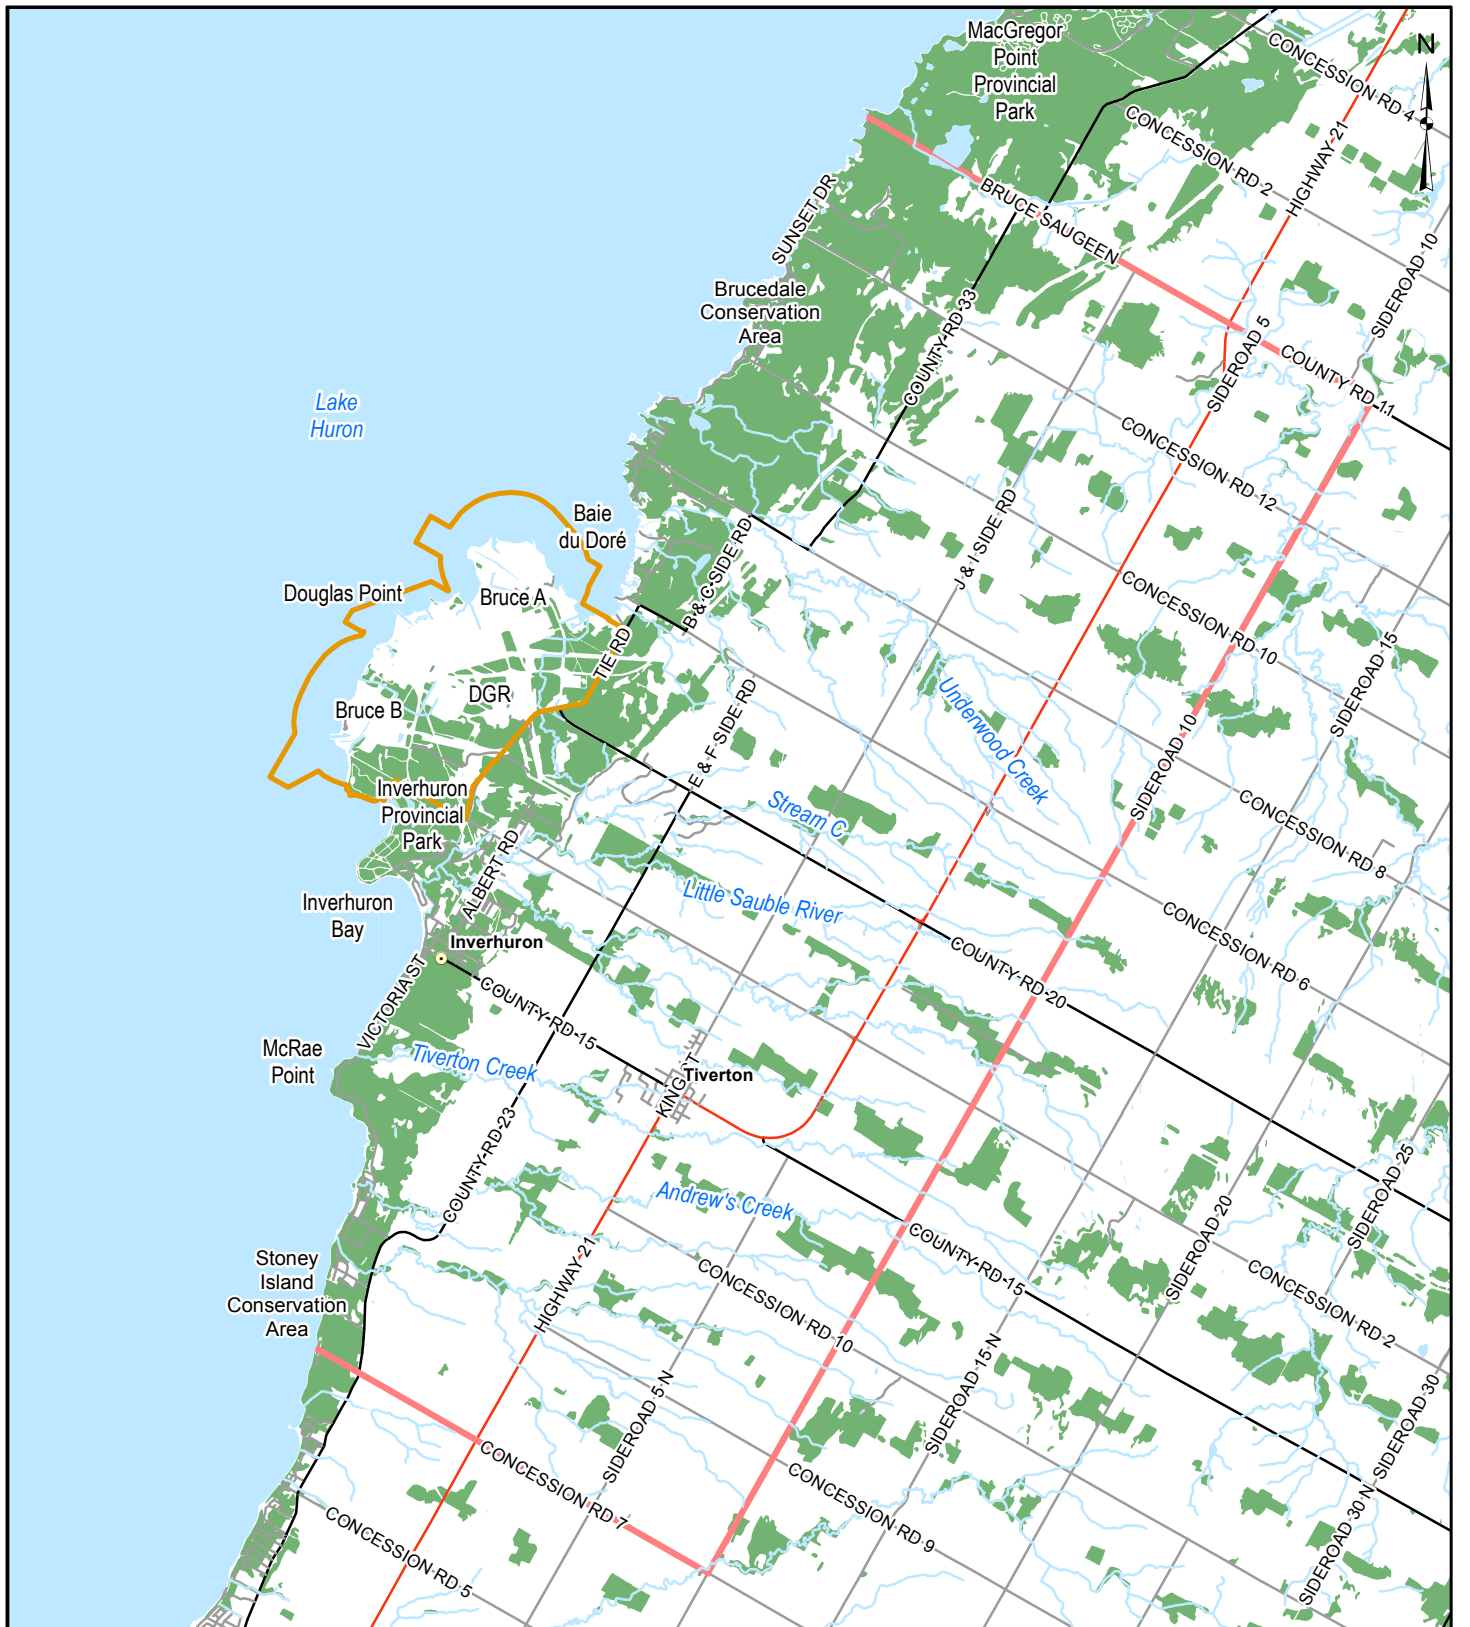 MacGregor
Point
Provincial
Park
CONCESSION RD 4
N
CONCESSION RD 2
HIGHWAY 21
BRUCE SAUGEEN
SUNSET DR
SIDEROAD 10
Brucedale
Conservation
Area
COUNTY RD 33
SIDEROAD 5
COUNTY RD 11
Lake
Huron
CONCESSION RD 12
Baie
du Doré
B & C SIDE RD
J & I SIDE RD
Douglas Point
Bruce A
CONCESSION RD 10
TIE RD
SIDEROAD 15
DGR
Bruce B
E & F SIDE RD
Underwood Creek
SIDEROAD 10
Inverhuron
Provincial
Park
Stream C
CONCESSION RD 8
ALBERT RD
Little Sauble River
Inverhuron
Bay
Inverhuron
CONCESSION RD 6
COUNTY RD 20
VICTORIA ST
COUNTY RD 15
McRae
Point
Tiverton Creek
KING ST
Tiverton
COUNTY RD 23
SIDEROAD 25
Andrew's Creek
SIDEROAD 20
Stoney
Island
Conservation
Area
HIGHWAY 21
COUNTY RD 15
CONCESSION RD 2
CONCESSION RD 10
SIDEROAD 15 N
SIDEROAD 5 N
SIDEROAD 30
CONCESSION RD 7
CONCESSION RD 9
CONCESSION RD 5
SIDEROAD 30 N